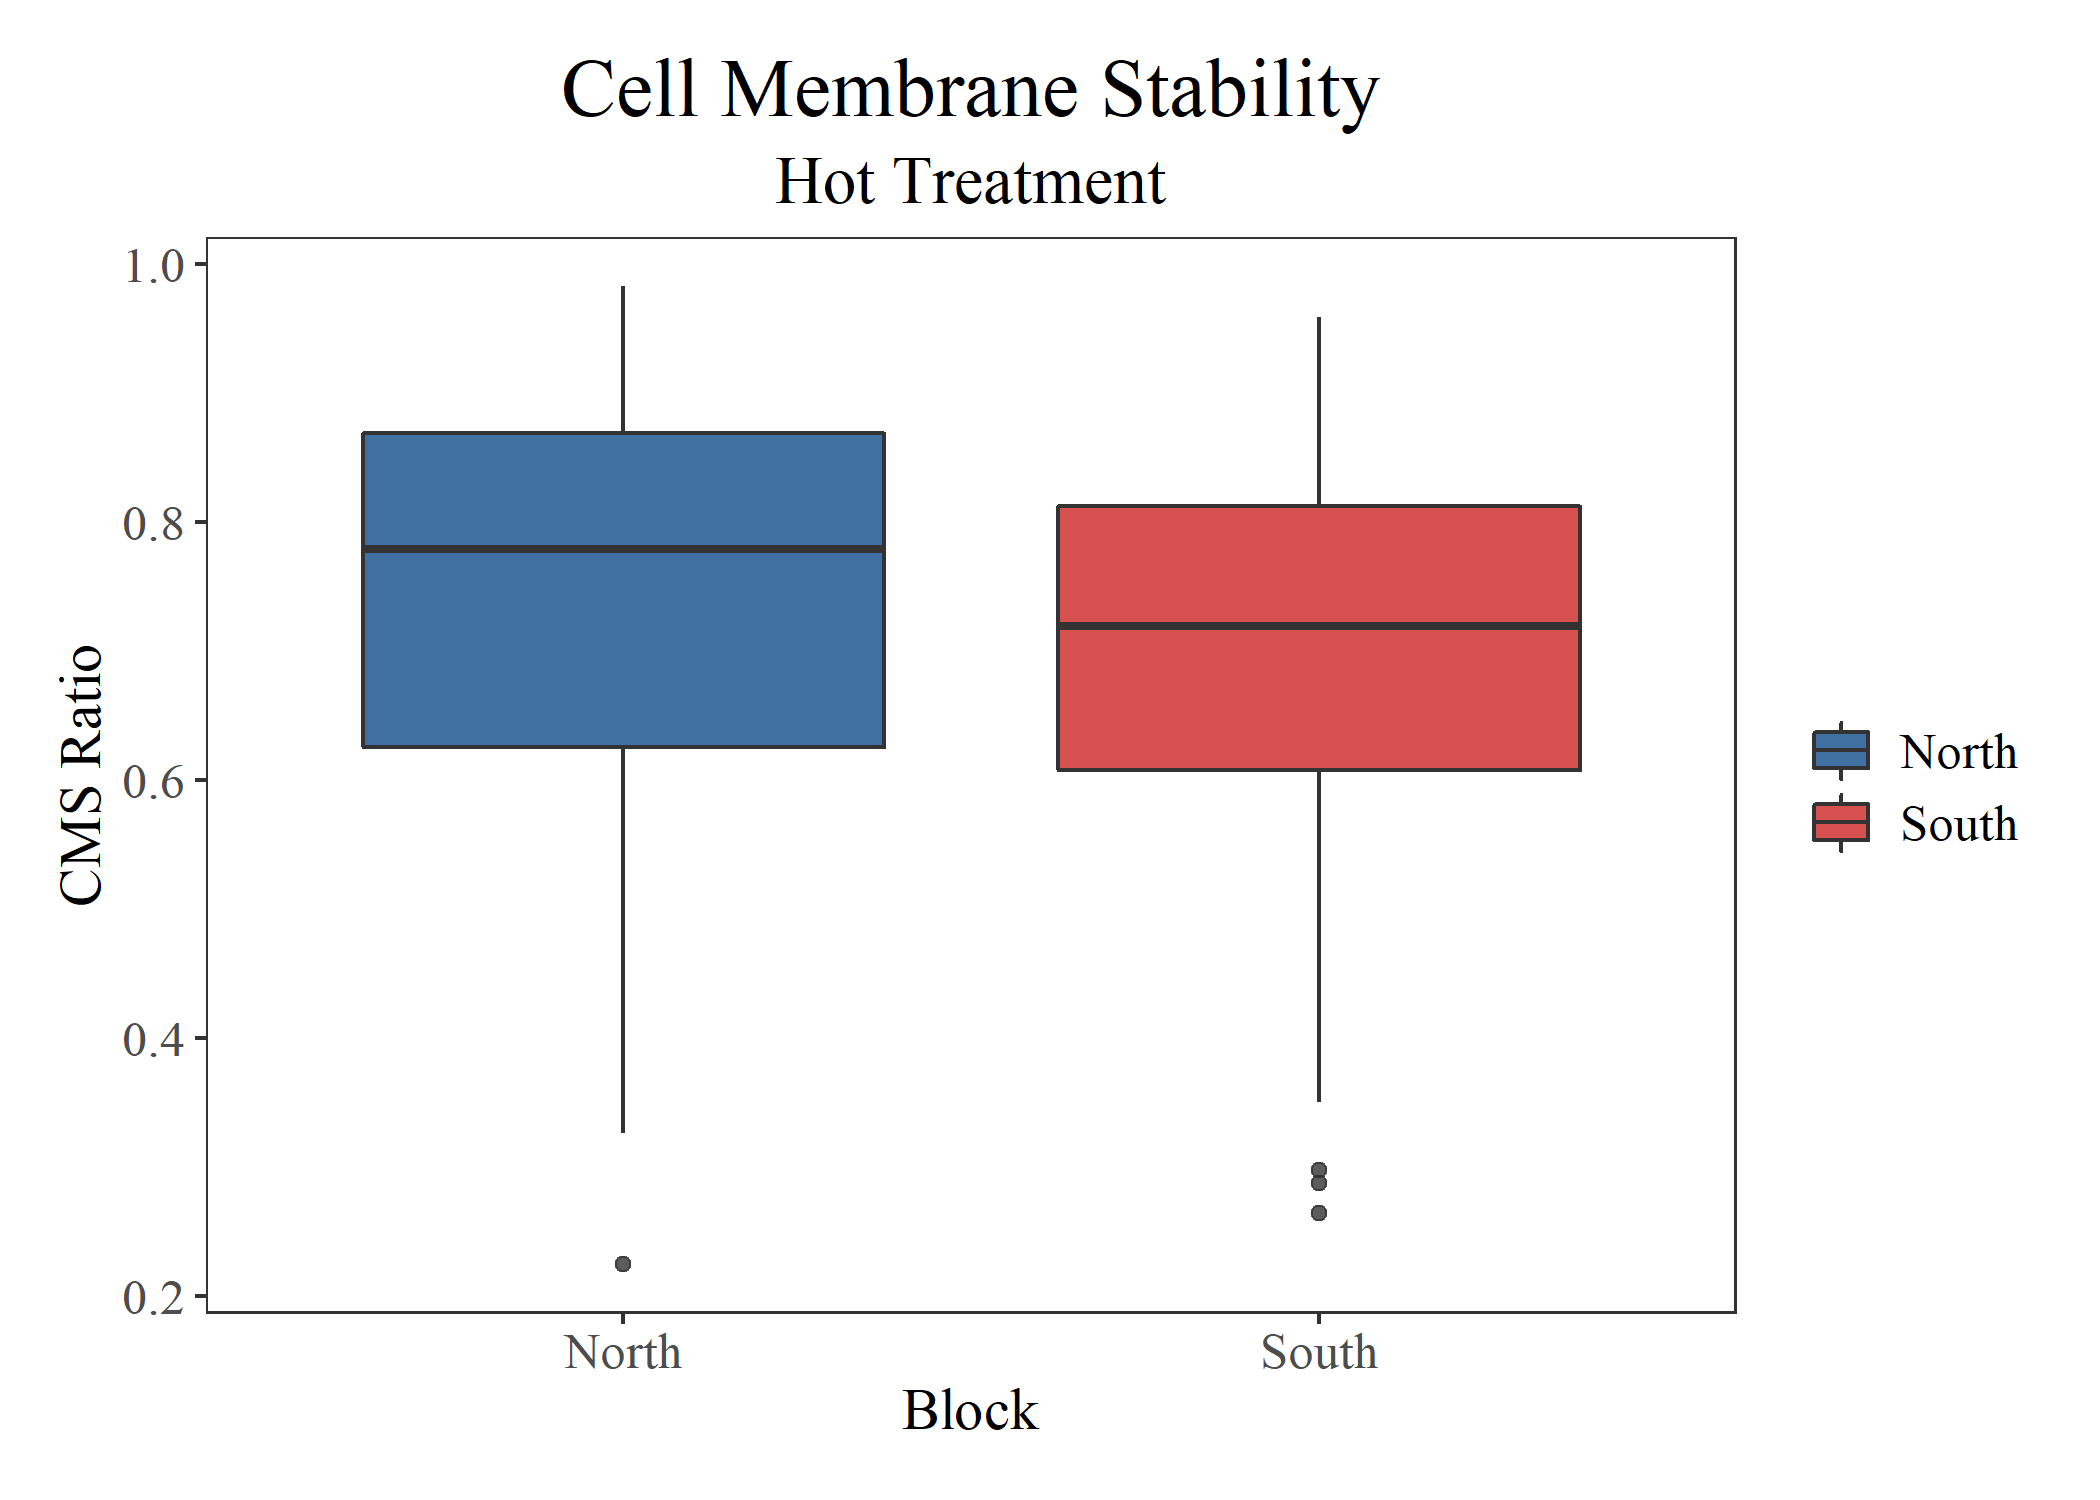 Cell Membrane Stability
Hot Treatment
CMS Ratio
1.0
0.8
0.6
0.4
0.2
North
South
Block
North
South